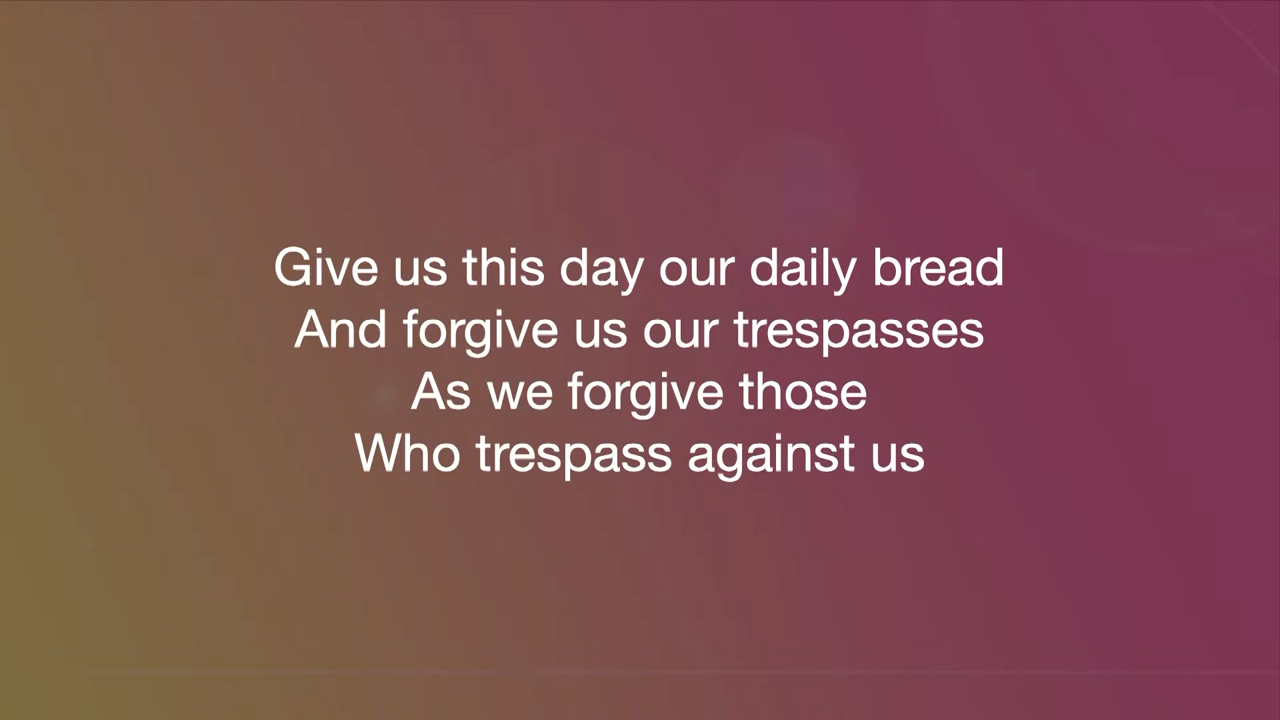 Give us this day our daily bread
And forgive us our trespasses
As we forgive those
Who trespass against us